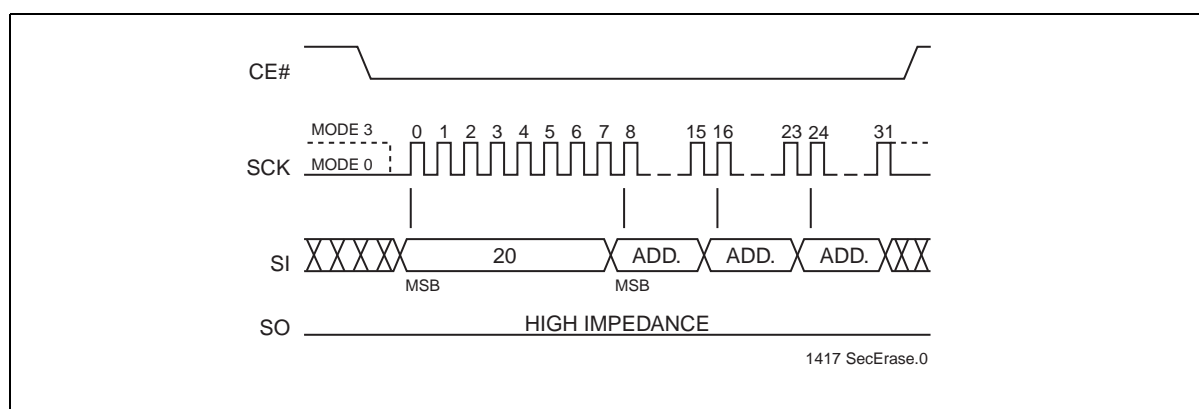 CE#
MODE 3
0 1 2 3 4 5 6 7 8 15 16 23 24 31
SCK
MODE 0
SI
20
ADD.
ADD.
ADD.
MSB
MSB
SO
HIGH IMPEDANCE
1417 SecErase.0